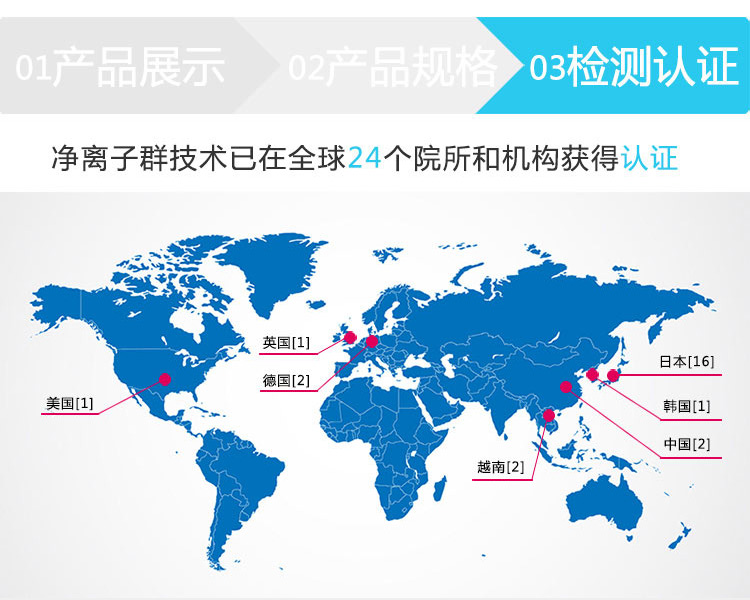 01产品展示 02产品规格 03检测认证
净离子群技术已在全球24个院所和机构获得认证
英国[1]
日本[16]
德国[2]
美国[1]
韩国[1]
中国[2]
越南[2]